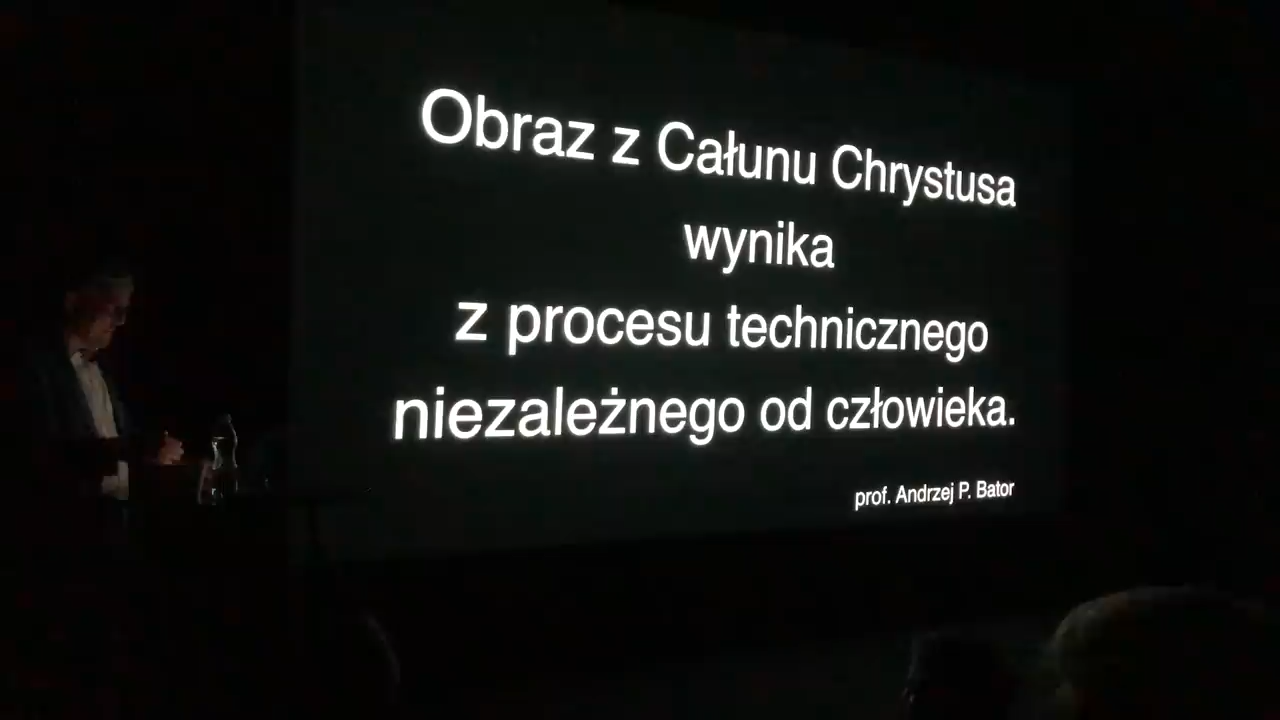 Obraz z Całunu Chrystusa
wynika
z procesu technicznego
niezależnego od człowieka.
prof. Andrzej P. Bator